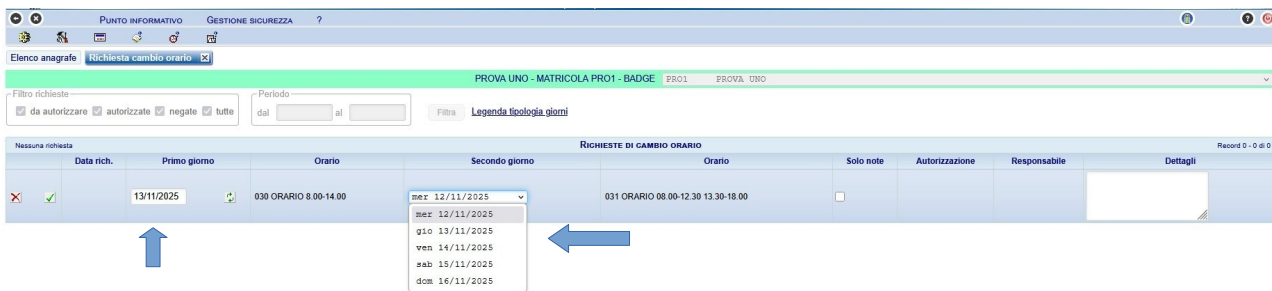 PUNTO INFORMATIVO GESTIONE SICUREZZA ?
Elenco anagrafe Richiesta cambio orario
PROVA UNO - MATRICOLA PRO1 - BADGE PRO1 PROVA UNO
Filtro richieste Periodo
da autorizzare autorizzate negate tutte dal al Filtra Legenda tipologia giorni
Nessuna richiesta RICHIESTE DI CAMBIO ORARIO Record 0 - 0 di 0
Data rich. Primo giorno Orario Secondo giorno Orario Solo note Autorizzazione Responsabile Dettagli
13/11/2025 030 ORARIO 8.00-14.00 mer 12/11/2025 031 ORARIO 08.00-12.30 13.30-18.00
mer 12/11/2025
gio 13/11/2025
ven 14/11/2025
sab 15/11/2025
dom 16/11/2025